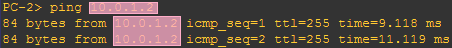 PC-2> ping 10.0.1.2
84 bytes from 10.0.1.2 icmp_seq=1 ttl=255 time=9.118 ms
84 bytes from 10.0.1.2 icmp_seq=2 ttl=255 time=11.119 ms